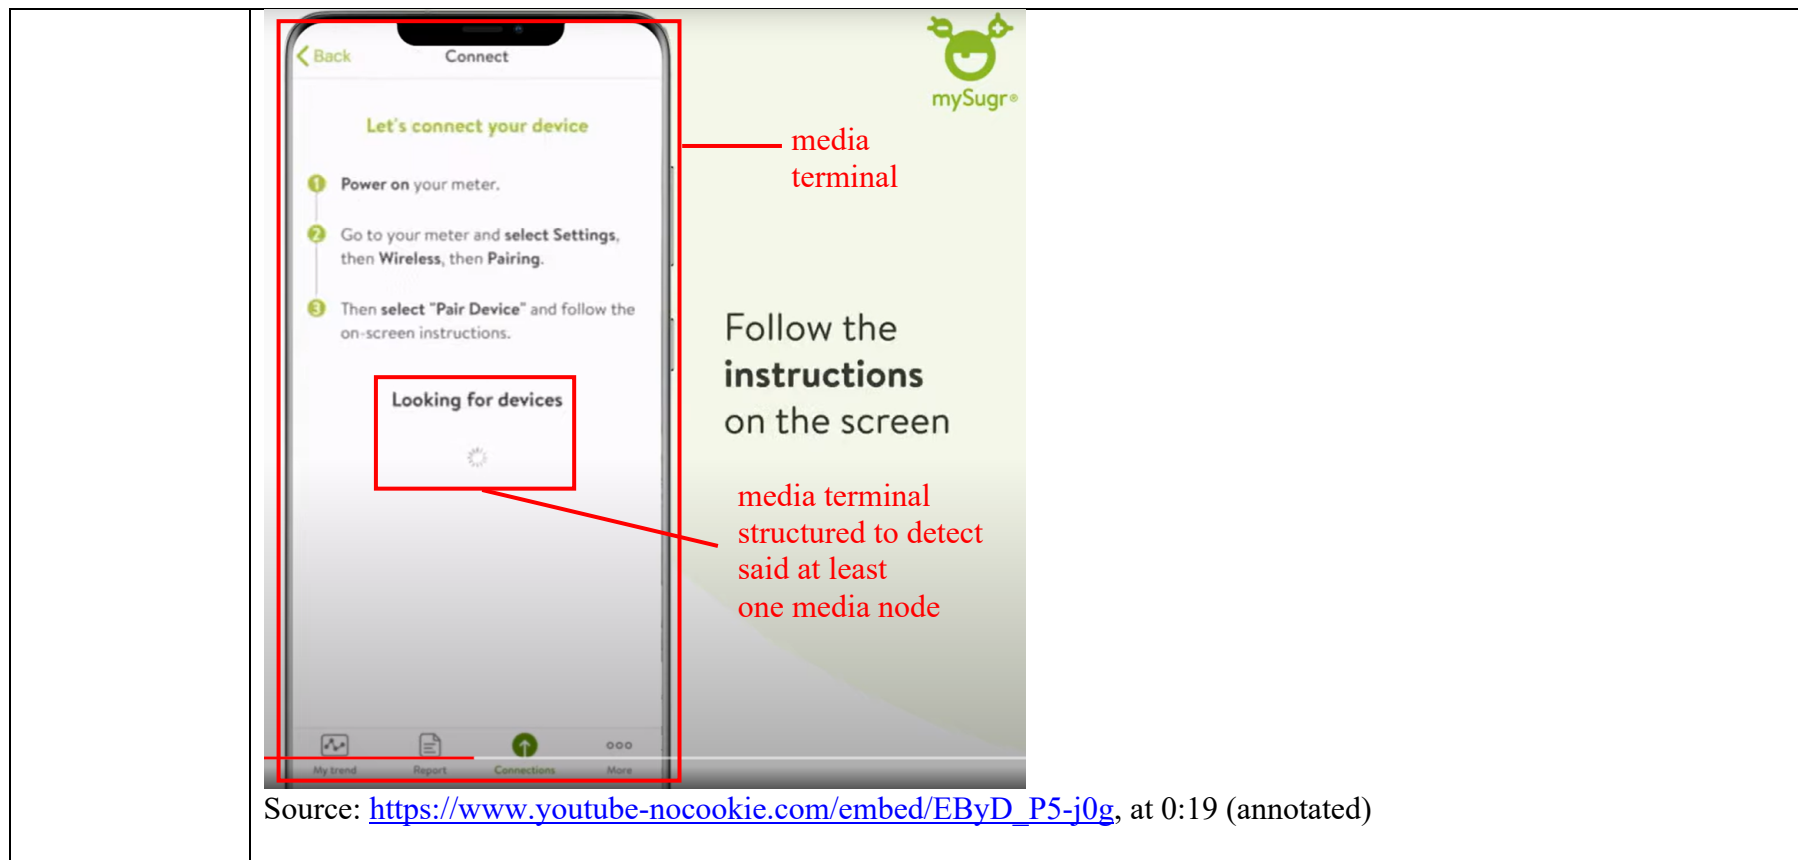 Back
Connect
mySugr®
Let's connect your device
media
terminal
1 Power on your meter.
2 Go to your meter and select Settings,
then Wireless, then Pairing.
3 Then select "Pair Device" and follow the
on-screen instructions.
Follow the
instructions
on the screen
Looking for devices
media terminal
structured to detect
said at least
one media node
My trend
Report
Connections
More
Source: https://www.youtube-nocookie.com/embed/EByD_P5-j0g, at 0:19 (annotated)